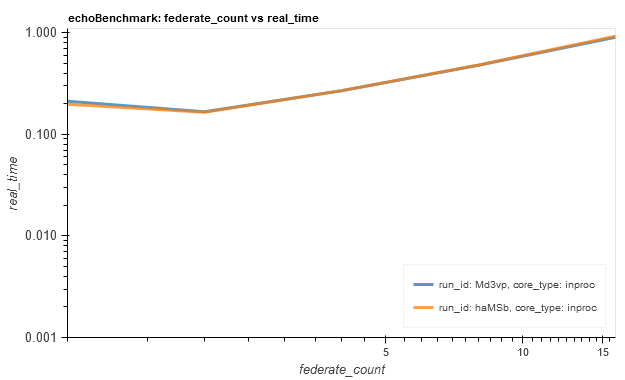 echoBenchmark: federate_count vs real_time
1.000
0.100
0.010
0.001
real_time
run_id: Md3vp, core_type: inproc
run_id: haMSb, core_type: inproc
5
10
15
federate_count